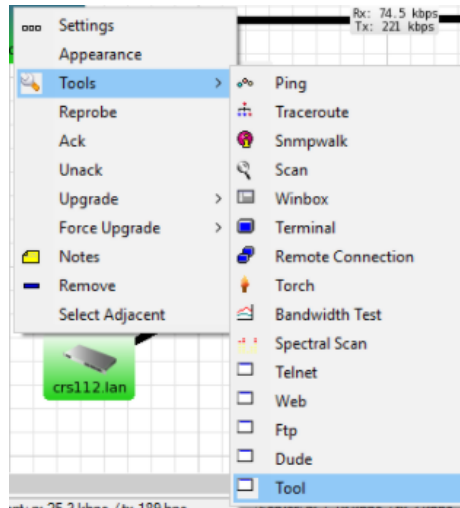 Rx: 74.5 kbps
Tx: 221 kbps
Settings
Appearance
Tools
Reprobe
Ack
Unack
Upgrade
Force Upgrade
Notes
Remove
Select Adjacent
Ping
Traceroute
Snmpwalk
Scan
Winbox
Terminal
Remote Connection
Torch
Bandwidth Test
Spectral Scan
Telnet
Web
Ftp
Dude
Tool
crs112.lan